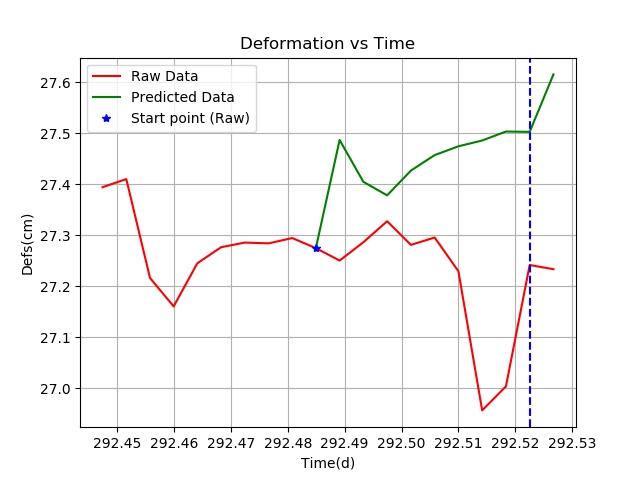 Deformation vs Time
Raw Data
Predicted Data
Start point (Raw)
27.6
27.5
27.4
27.3
27.2
27.1
27.0
Defs(cm)
292.45 292.46 292.47 292.48 292.49 292.50 292.51 292.52 292.53
Time(d)